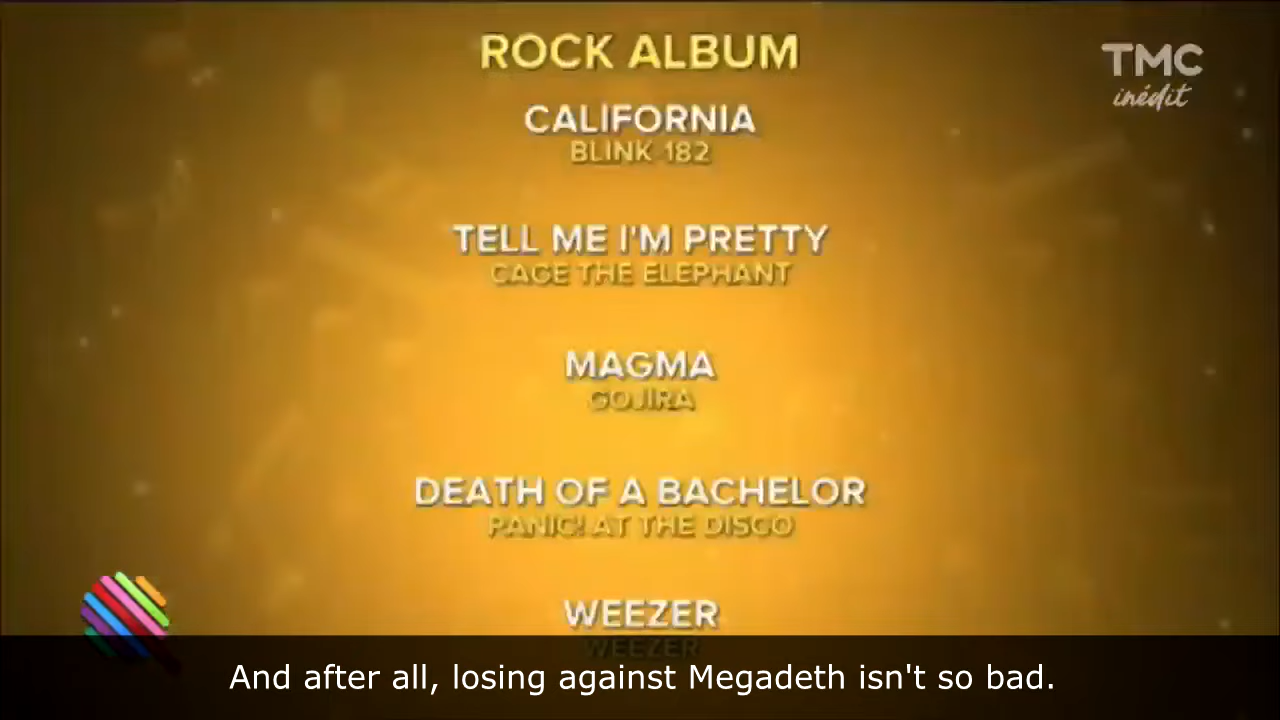 ROCK ALBUM
TMC
inédit
CALIFORNIA
BLINK 182
TELL ME I'M PRETTY
CAGE THE ELEPHANT
MAGMA
GOJIRA
DEATH OF A BACHELOR
PANIC! AT THE DISCO
WEEZER
WEEZER
And after all, losing against Megadeth isn't so bad.